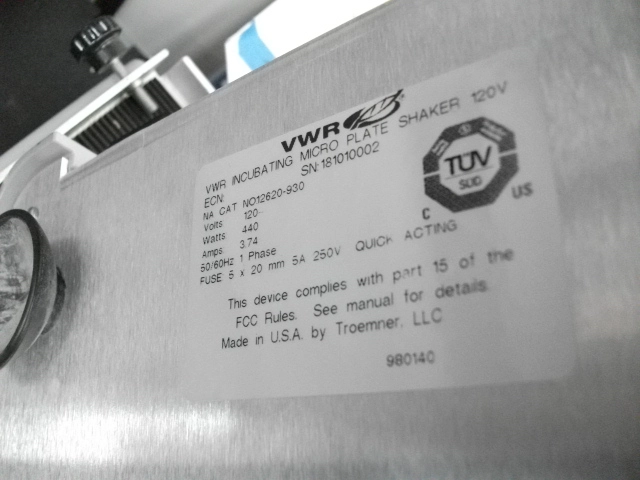 VWR
VWR INCUBATING MICRO PLATE SHAKER 120V
ECN: SN:181010002
NA CAT NO12620-930
Volts 120~
Watts 440
Amps 3.74
50/60Hz 1 Phase
FUSE 5 x 20 mm 5A 250V QUICK ACTING
TÜV
SÜD
C US
This device complies with part 15 of the
FCC Rules. See manual for details.
Made in U.S.A. by Troemner, LLC
980140